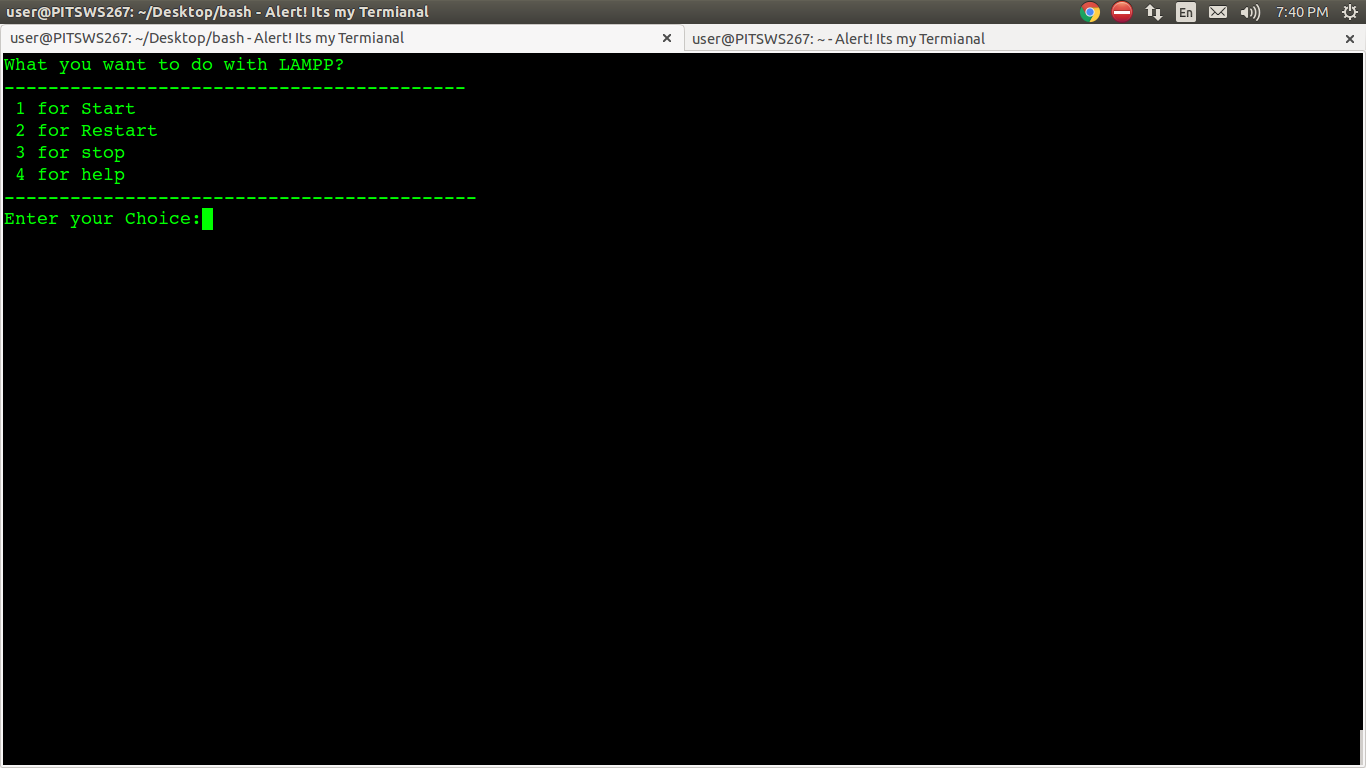 user@PITSWS267: ~/Desktop/bash - Alert! Its my Termianal
En
7:40 PM
user@PITSWS267: ~/Desktop/bash - Alert! Its my Termianal
user@PITSWS267: ~ - Alert! Its my Termianal
What you want to do with LAMPP?
------------------------------------------
1 for Start
2 for Restart
3 for stop
4 for help
-------------------------------------------
Enter your Choice: